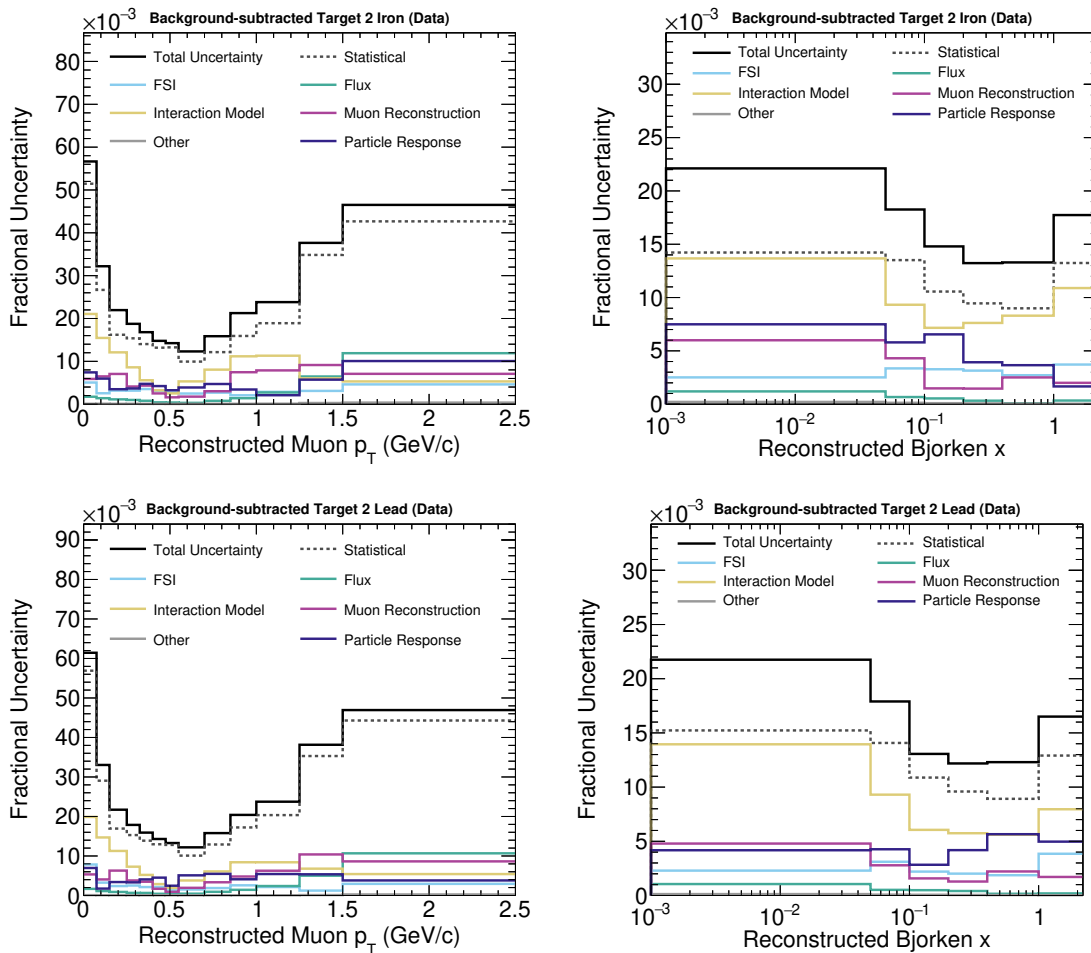 ×10⁻³ Background-subtracted Target 2 Iron (Data)
Fractional Uncertainty
80
70
60
50
40
30
20
10
0
Total Uncertainty Statistical
FSI Flux
Interaction Model Muon Reconstruction
Other Particle Response
0 0.5 1 1.5 2 2.5
Reconstructed Muon p_T (GeV/c)
×10⁻³ Background-subtracted Target 2 Iron (Data)
Fractional Uncertainty
30
25
20
15
10
5
0
Total Uncertainty Statistical
FSI Flux
Interaction Model Muon Reconstruction
Other Particle Response
10⁻³ 10⁻² 10⁻¹ 1
Reconstructed Bjorken x
×10⁻³ Background-subtracted Target 2 Lead (Data)
Fractional Uncertainty
90
80
70
60
50
40
30
20
10
0
Total Uncertainty Statistical
FSI Flux
Interaction Model Muon Reconstruction
Other Particle Response
0 0.5 1 1.5 2 2.5
Reconstructed Muon p_T (GeV/c)
×10⁻³ Background-subtracted Target 2 Lead (Data)
Fractional Uncertainty
30
25
20
15
10
5
0
Total Uncertainty Statistical
FSI Flux
Interaction Model Muon Reconstruction
Other Particle Response
10⁻³ 10⁻² 10⁻¹ 1
Reconstructed Bjorken x